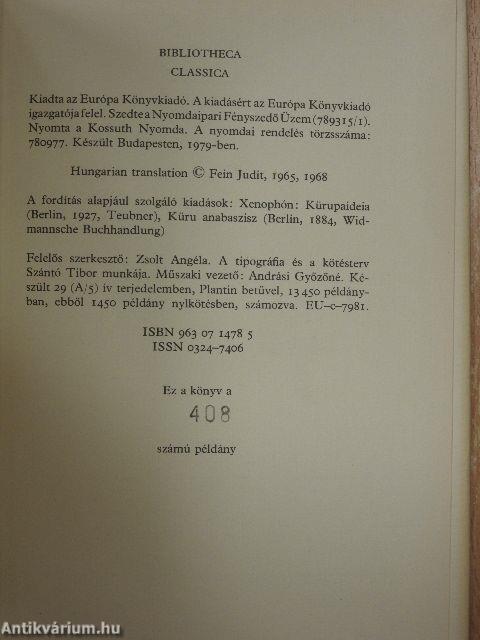 BIBLIOTHECA
CLASSICA
Kiadta az Európa Könyvkiadó. A kiadásért az Európa Könyvkiadó
igazgatója felel. Szedte a Nyomdaipari Fényszedő Üzem (789315/1).
Nyomta a Kossuth Nyomda. A nyomdai rendelés törzsszáma:
780977. Készült Budapesten, 1979-ben.
Hungarian translation © Fein Judit, 1965, 1968
A fordítás alapjául szolgáló kiadások: Xenophón: Kürupaideia
(Berlin, 1927, Teubner), Küru anabaszisz (Berlin, 1884, Wid-
mannsche Buchhandlung)
Felelős szerkesztő: Zsolt Angéla. A tipográfia és a kötésterv
Szántó Tibor munkája. Műszaki vezető: Andrási Győzőné. Ké-
szült 29 (A/5) ív terjedelemben, Plantin betűvel, 13 450 példány-
ban, ebből 1450 példány nylkötésben, számozva. EU–c–7981.
ISBN 963 07 1478 5
ISSN 0324–7406
Ez a könyv a
408
számú példány
Antikvárium.hu